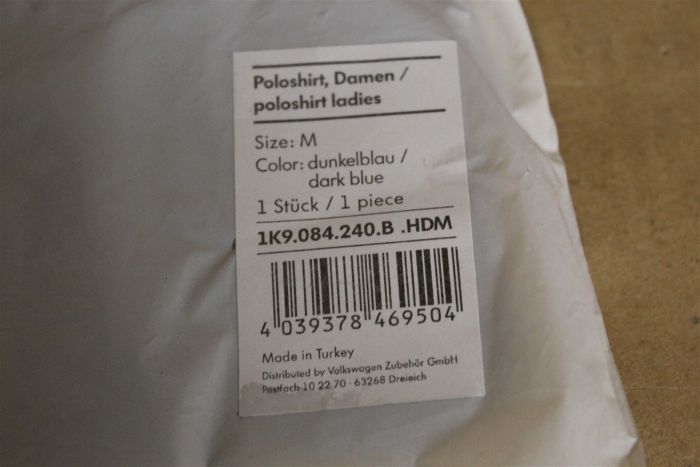 Poloshirt, Damen /
poloshirt ladies
Size: M
Color: dunkelblau /
dark blue
1 Stück / 1 piece
1K9.084.240.B .HDM
4 039378 469504
Made in Turkey
Distributed by Volkswagen Zubehör GmbH
Postfach 10 22 70 · 63268 Dreieich